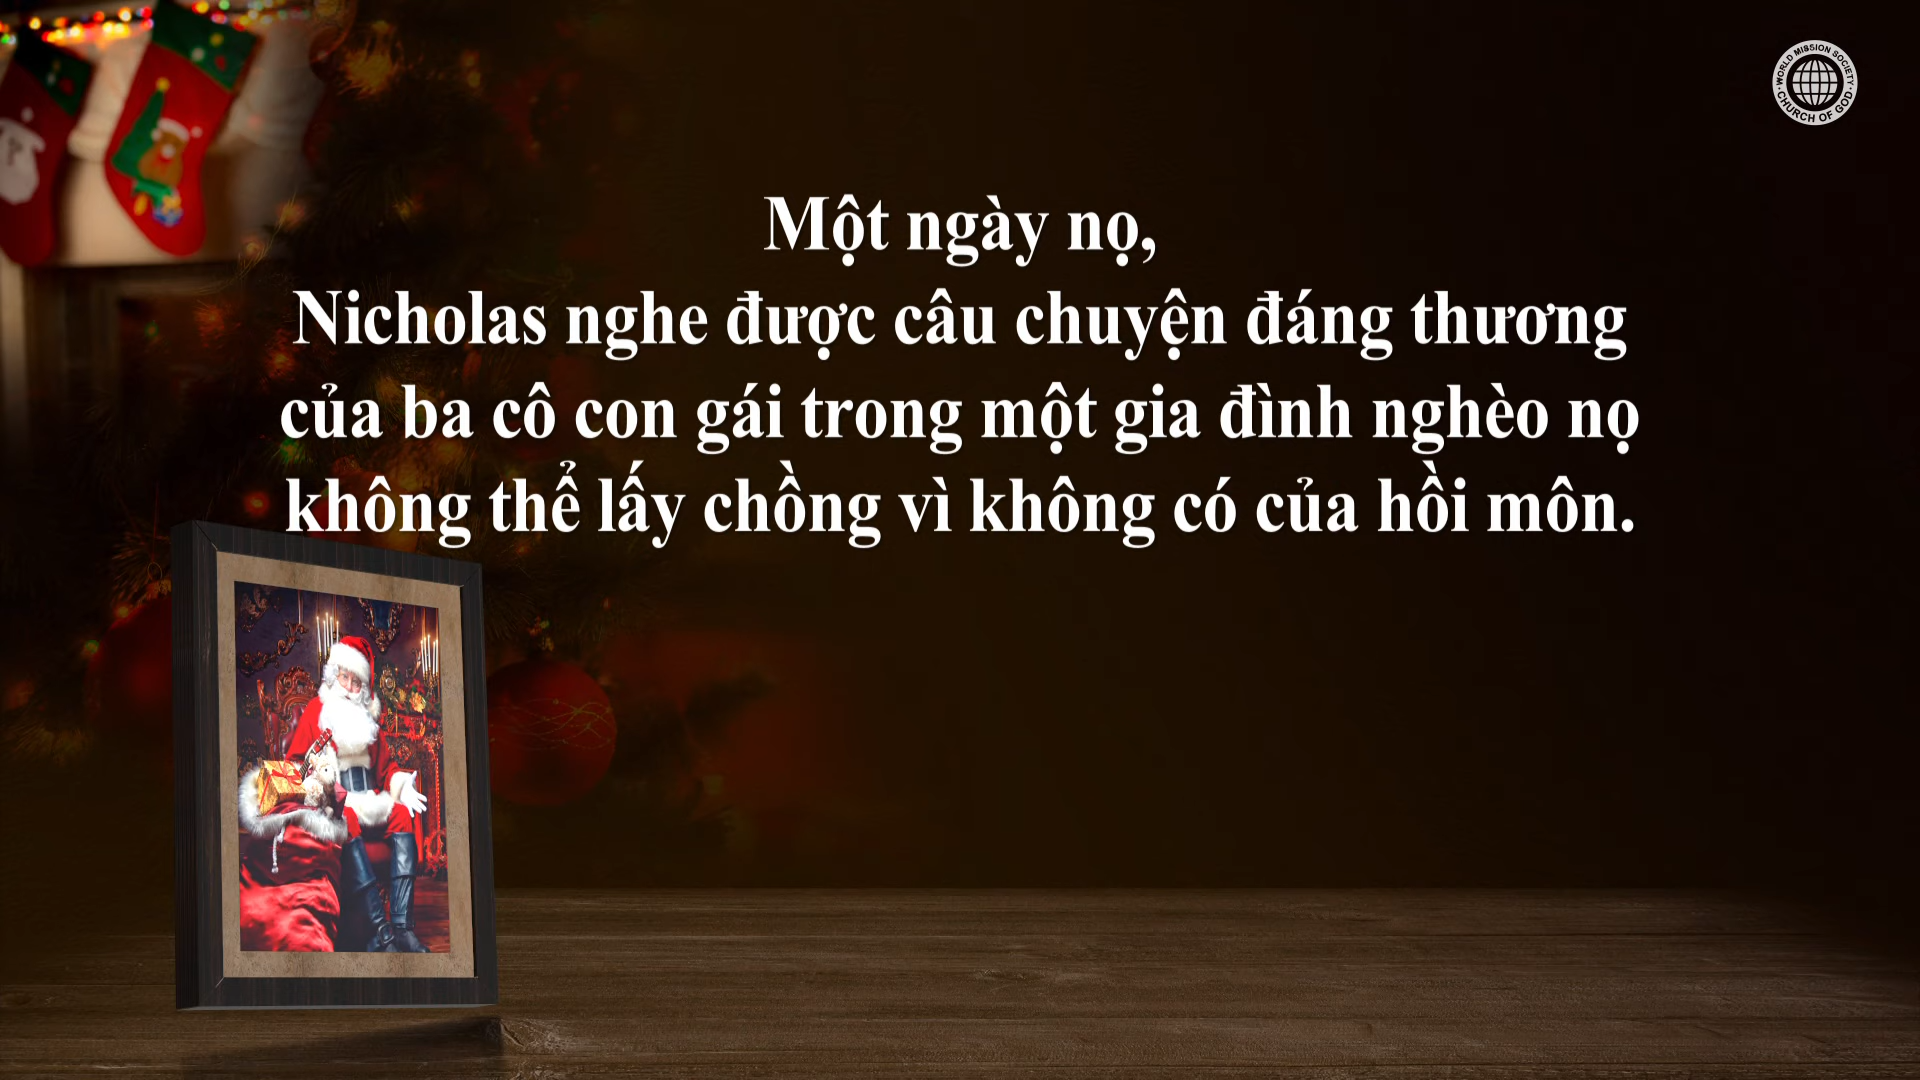 WORLD MISSION SOCIETY
CHURCH OF GOD
Một ngày nọ,
Nicholas nghe được câu chuyện đáng thương
của ba cô con gái trong một gia đình nghèo nọ
không thể lấy chồng vì không có của hồi môn.